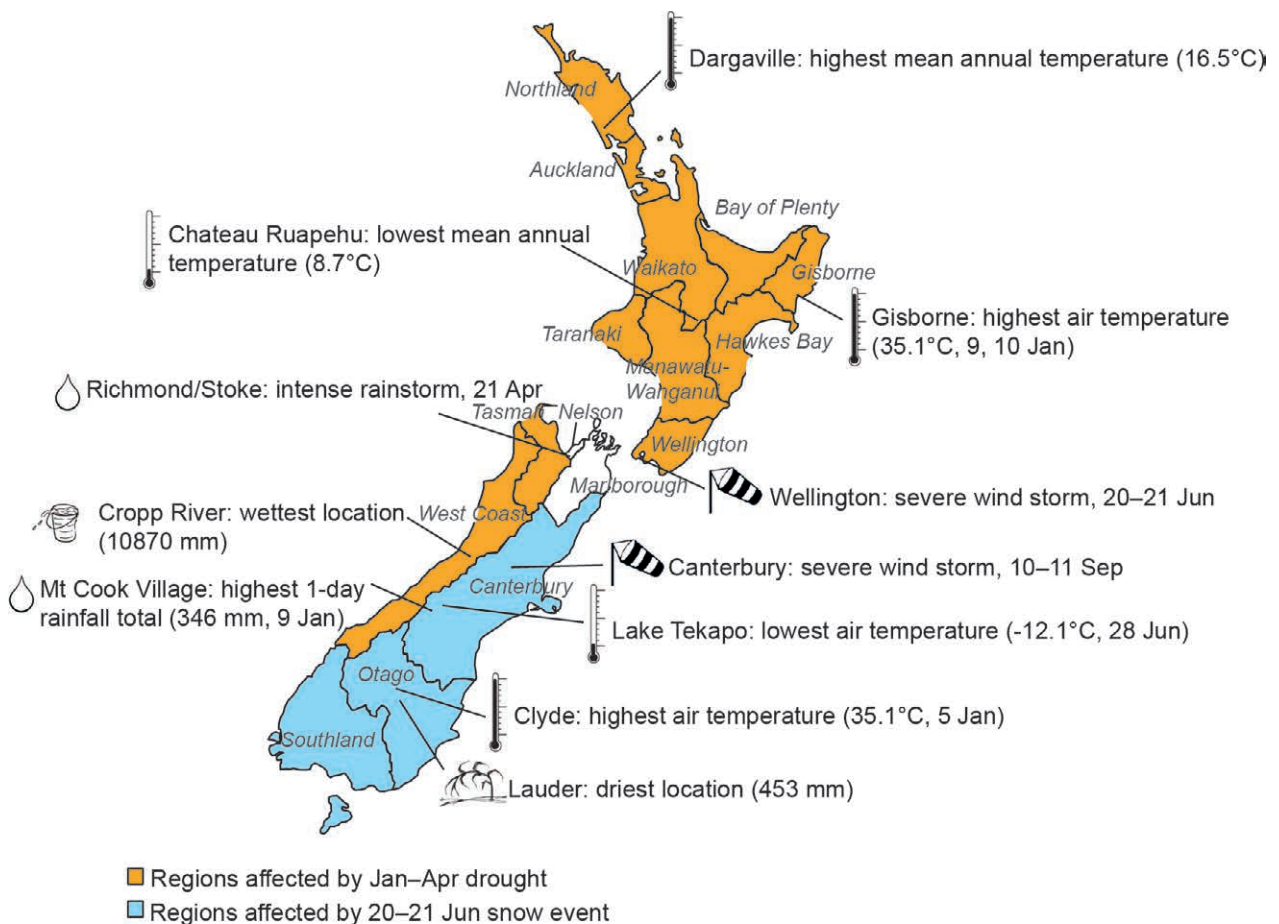 Dargaville: highest mean annual temperature (16.5°C)
Northland
Auckland
Bay of Plenty
Chateau Ruapehu: lowest mean annual
temperature (8.7°C)
Waikato
Gisborne
Gisborne: highest air temperature
(35.1°C, 9, 10 Jan)
Taranaki
Hawkes Bay
Manawatu-
Wahganui
Richmond/Stoke: intense rainstorm, 21 Apr
Tasman
Nelson
Wellington
Marlborough
Wellington: severe wind storm, 20–21 Jun
Cropp River: wettest location
(10870 mm)
West Coast
Canterbury: severe wind storm, 10–11 Sep
Mt Cook Village: highest 1-day
rainfall total (346 mm, 9 Jan)
Canterbury
Lake Tekapo: lowest air temperature (-12.1°C, 28 Jun)
Otago
Clyde: highest air temperature (35.1°C, 5 Jan)
Southland
Lauder: driest location (453 mm)
Regions affected by Jan–Apr drought
Regions affected by 20–21 Jun snow event